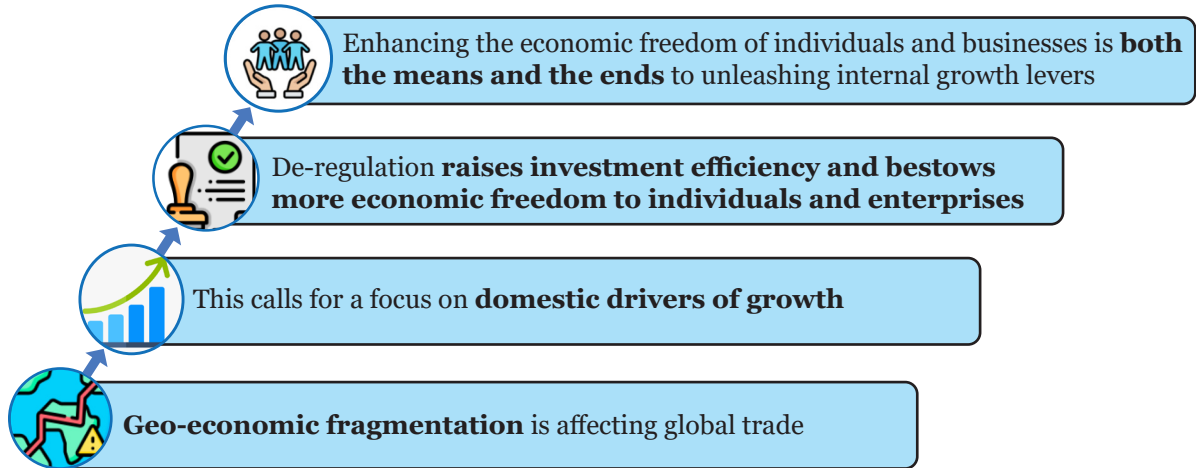 Enhancing the economic freedom of individuals and businesses is both
the means and the ends to unleashing internal growth levers
De-regulation raises investment efficiency and bestows
more economic freedom to individuals and enterprises
This calls for a focus on domestic drivers of growth
Geo-economic fragmentation is affecting global trade